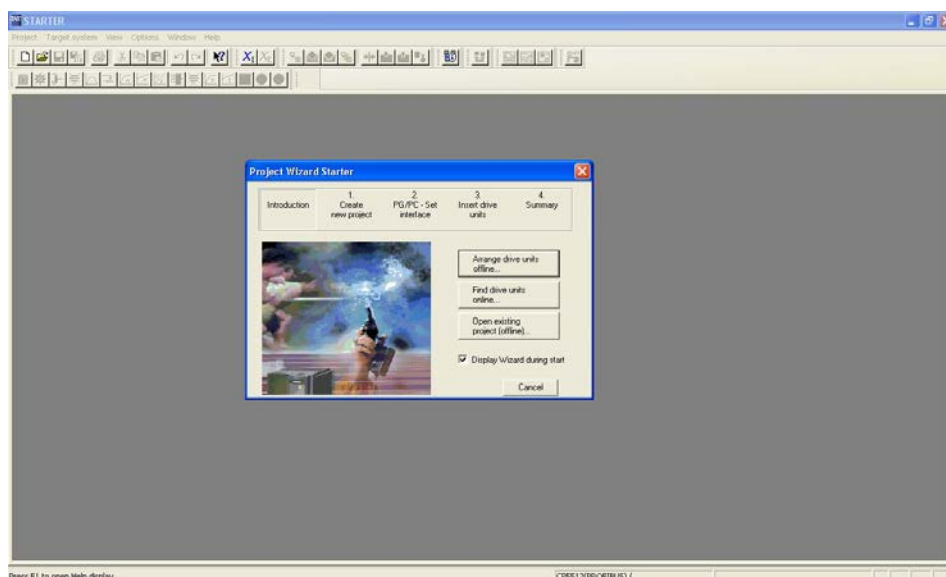 STARTER
Project Target system View Options Window Help
Project Wizard Starter
Introduction
1.
Create
new project
2.
PG/PC - Set
interface
3.
Insert drive
units
4.
Summary
Arrange drive units
offline...
Find drive units
online...
Open existing
project (offline)...
Display Wizard during start
Cancel
Press F1 to open Help display.